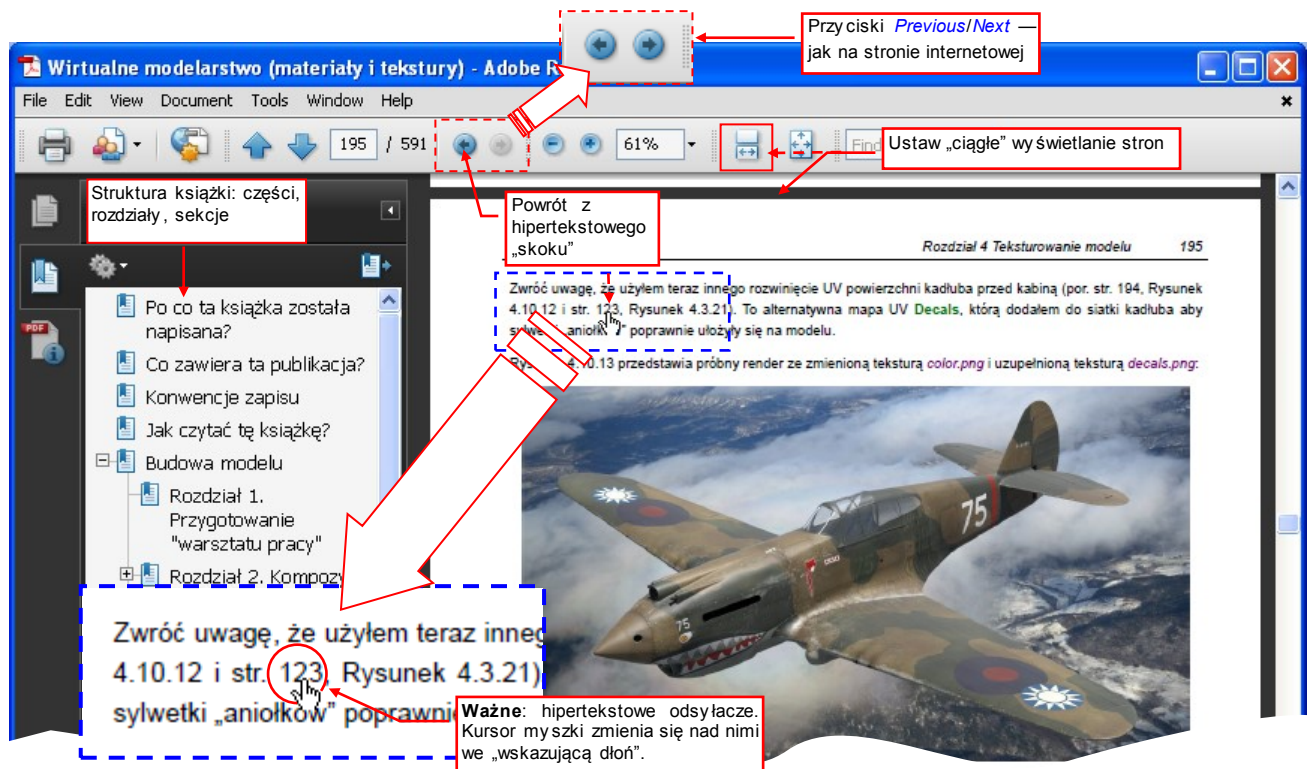 Przyciski Previous/Next —
jak na stronie internetowej
Wirtualne modelarstwo (materiały i tekstury) - Adobe R
File Edit View Document Tools Window Help
195 / 591
61%
Find
Ustaw „ciągłe” wyświetlanie stron
Struktura książki: części,
rozdziały, sekcje
Powrót z
hipertekstowego
„skoku”
Po co ta książka została
napisana?
Co zawiera ta publikacja?
Konwencje zapisu
Jak czytać tę książkę?
Budowa modelu
Rozdział 1.
Przygotowanie
"warsztatu pracy"
Rozdział 2. Kompozy
PDF
Rozdział 4 Teksturowanie modelu 195
Zwróć uwagę, że użyłem teraz innego rozwinięcie UV powierzchni kadłuba przed kabiną (por. str. 194, Rysunek
4.10.12 i str. 123, Rysunek 4.3.21). To alternatywna mapa UV Decals, którą dodałem do siatki kadłuba aby
„aniołk poprawnie ułożyły się na modelu.
4.10.13 przedstawia próbny render ze zmienioną teksturą color.png i uzupełnioną teksturą decals.png:
75
75
Zwróć uwagę, że użyłem teraz inneg
4.10.12 i str. 123, Rysunek 4.3.21)
sylwetki „aniołków” poprawnie
Ważne: hipertekstowe odsyłacze.
Kursor myszki zmienia się nad nimi
we „wskazującą dłoń”.